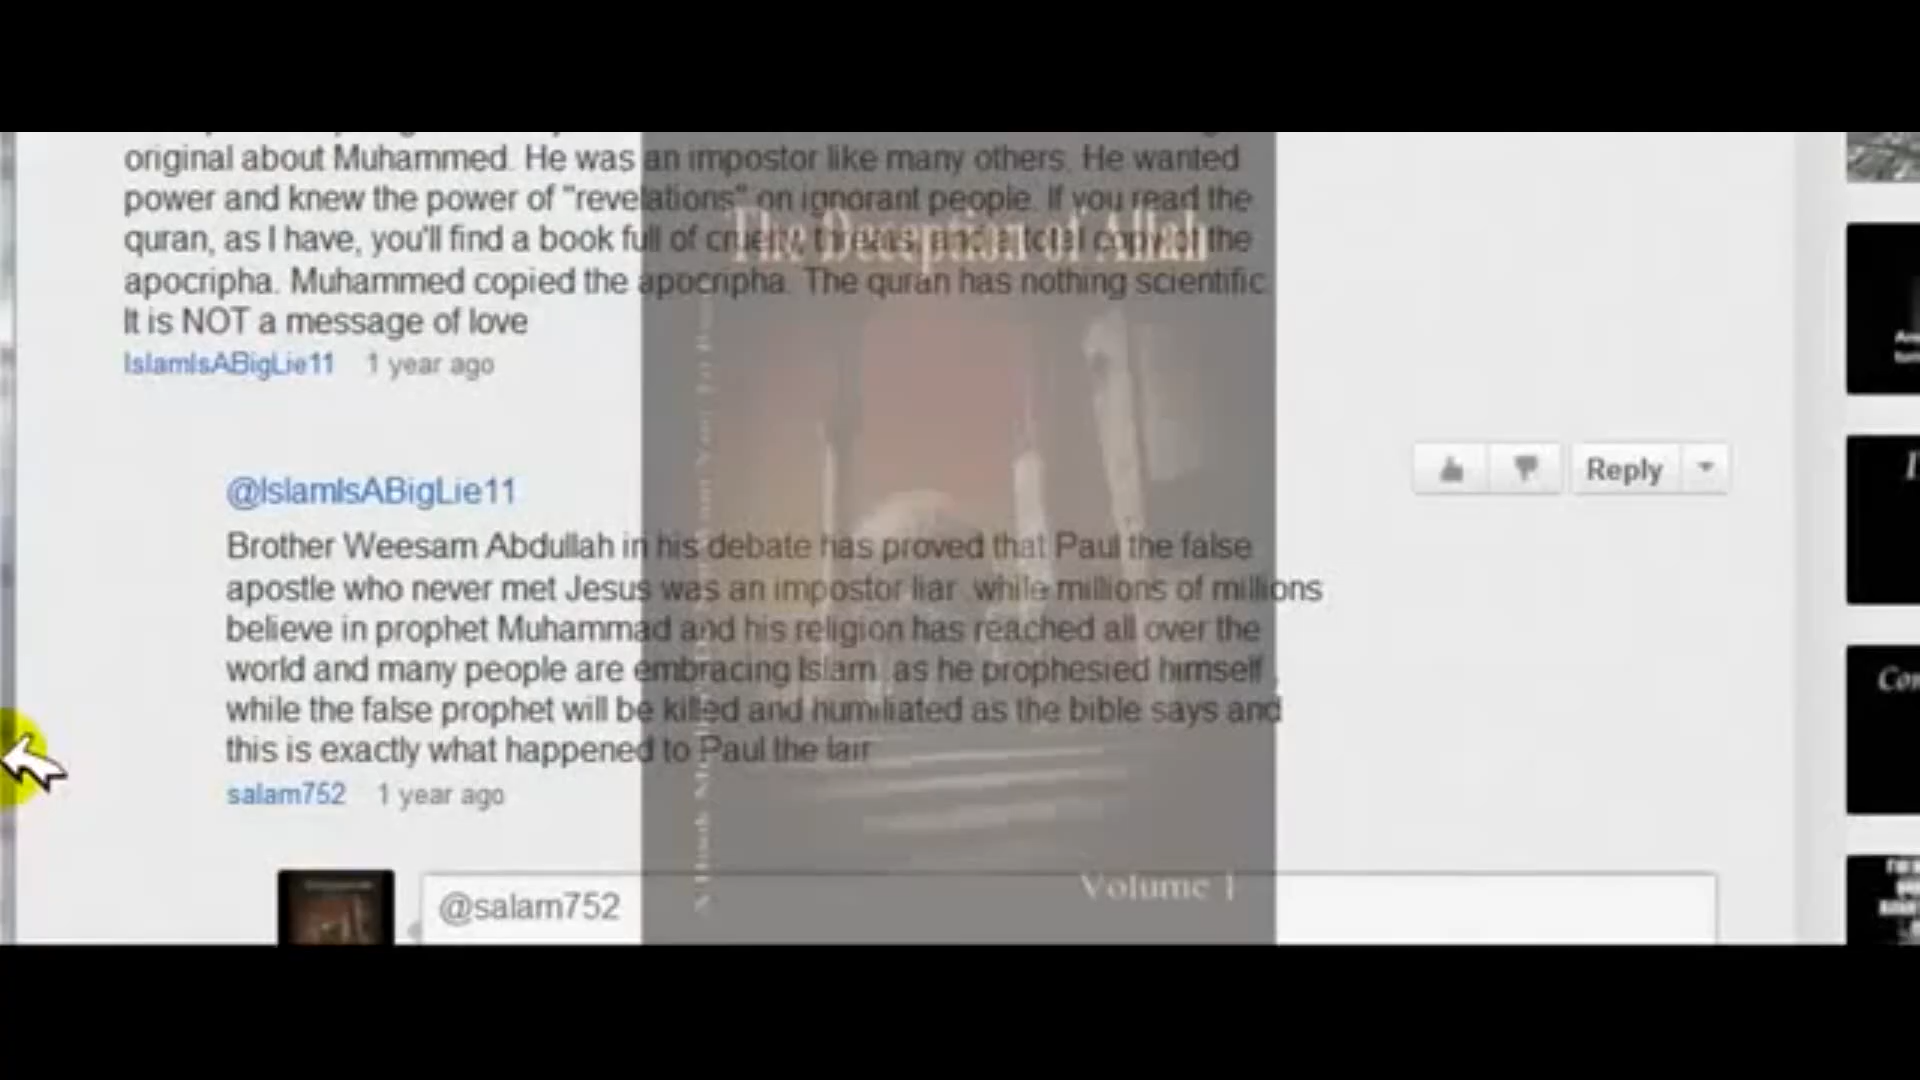 original about Muhammed. He was an impostor like many others. He wanted
power and knew the power of "revelations" on ignorant people. If you read the
quran, as I have, you'll find a book full of cruelty, threats, and a total copy of the
apocripha. Muhammed copied the apocripha. The quran has nothing scientific.
It is NOT a message of love
IslamIsABigLie11 1 year ago
The Deception of Allah
@IslamIsABigLie11
Reply
Brother Weesam Abdullah in his debate has proved that Paul the false
apostle who never met Jesus was an impostor liar while millions of millions
believe in prophet Muhammad and his religion has reached all over the
world and many people are embracing Islam as he prophesied himself ,
while the false prophet will be killed and humiliated as the bible says and
this is exactly what happened to Paul the lair
salam752 1 year ago
Volume 1
@salam752